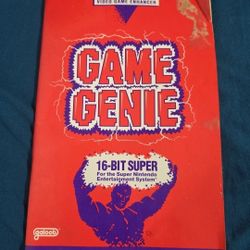 VIDEO GAME ENHANCER
GAME
GENIE
16-BIT SUPER
For the Super Nintendo
Entertainment System
galoob